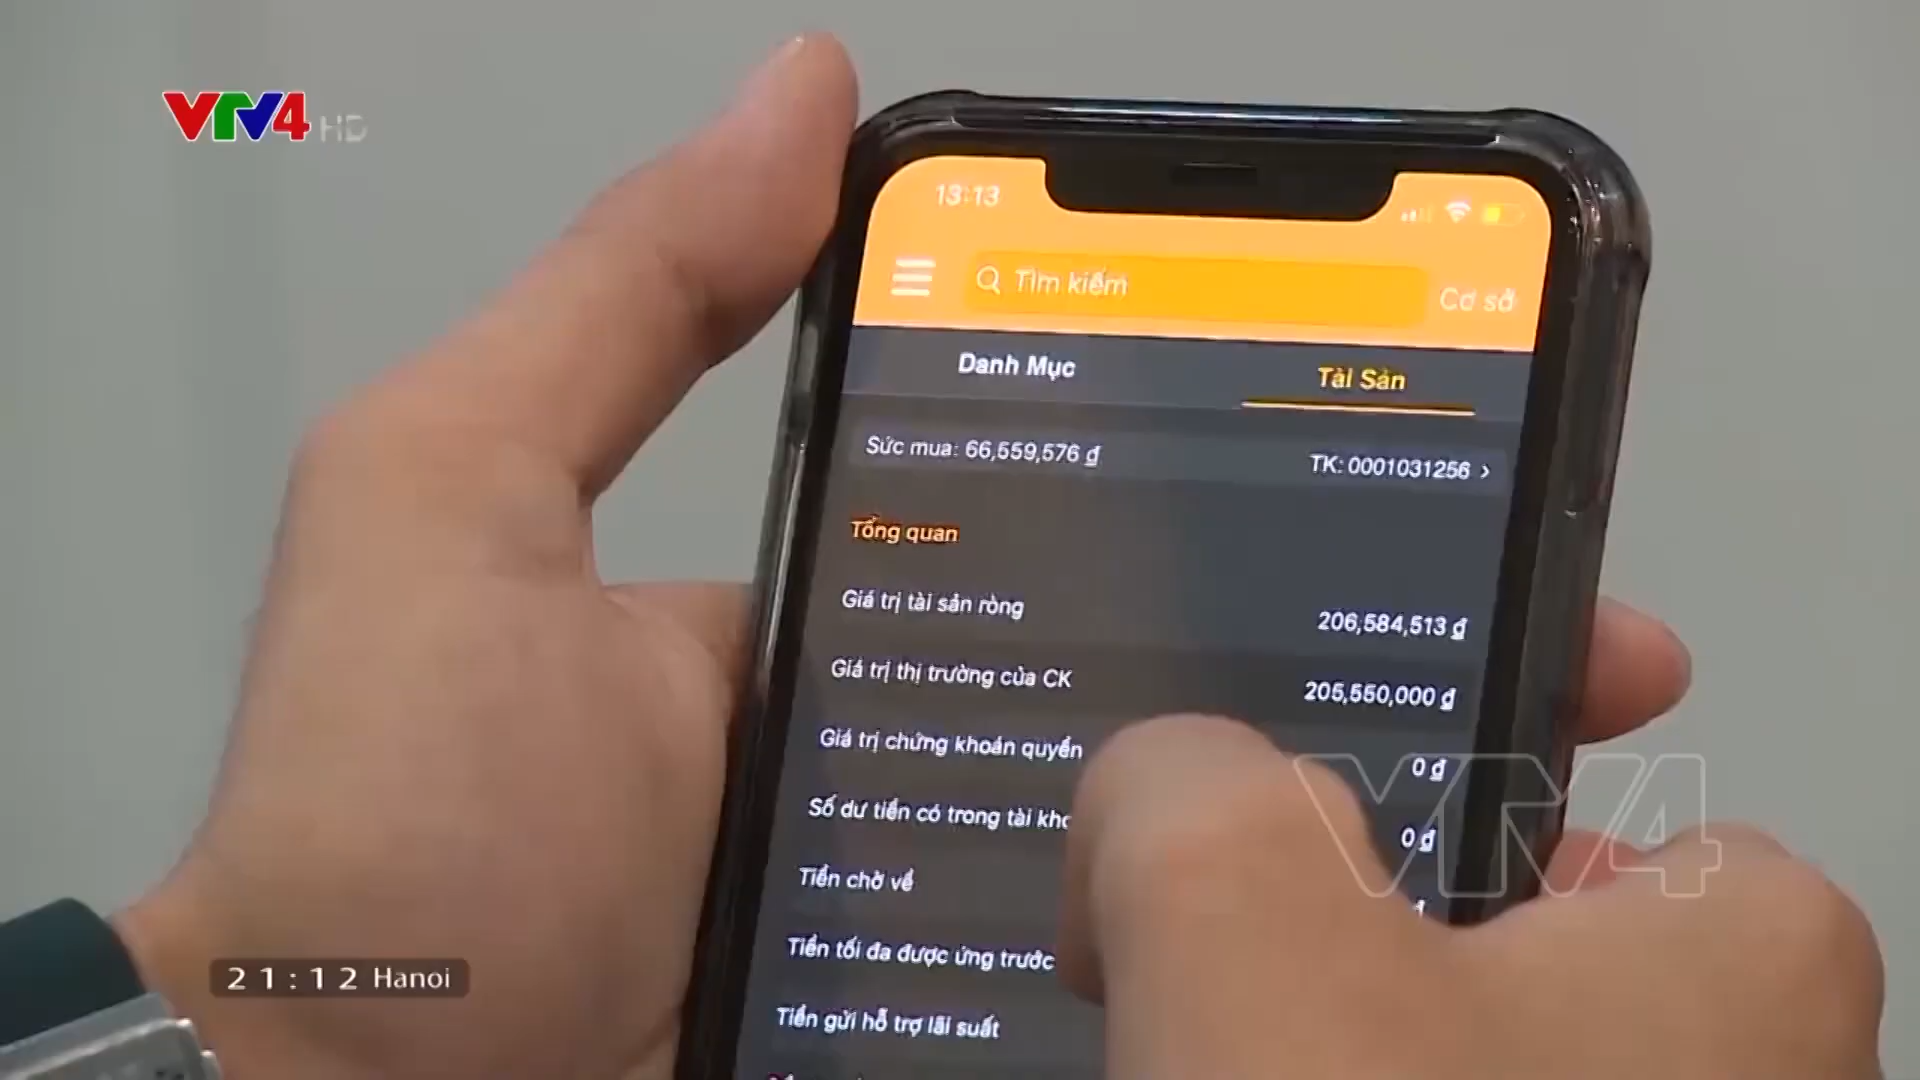 VTV4 HD
13:13
Tìm kiếm
Cơ sở
Danh Mục
Tài Sản
Sức mua: 66,559,576 ₫
TK: 0001031256 >
Tổng quan
Giá trị tài sản ròng 206,584,513 ₫
Giá trị thị trường của CK 205,550,000 ₫
Giá trị chứng khoán quyền 0 ₫
Số dư tiền có trong tài 0 ₫
Tiền chờ về ₫
Tiền tối đa được ứng trước
Tiền gửi hỗ trợ lãi suất
VTV4
21:12 Hanoi